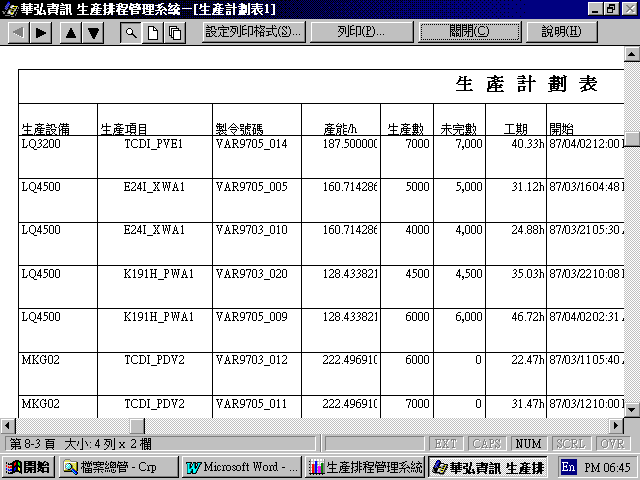 華弘資訊 生產排程管理系統－[生產計劃表1]
設定列印格式(S)... 列印(P)... 關閉(C) 說明(H)
生 產 計 劃 表
生產設備 生產項目 製令號碼 產能/h 生產數 未完數 工期 開始
LQ3200 TCDI_PVE1 VAR9705_014 187.500000 7000 7,000 40.33h 87/04/0212:00
LQ4500 E24I_XWA1 VAR9705_005 160.714286 5000 5,000 31.12h 87/03/1604:48
LQ4500 E24I_XWA1 VAR9703_010 160.714286 4000 4,000 24.88h 87/03/2105:30
LQ4500 K191H_PWA1 VAR9703_020 128.433821 4500 4,500 35.03h 87/03/2210:08
LQ4500 K191H_PWA1 VAR9705_009 128.433821 6000 6,000 46.72h 87/04/0202:31
MKG02 TCDI_PDV2 VAR9703_012 222.496910 6000 0 22.47h 87/03/1105:40
MKG02 TCDI_PDV2 VAR9705_011 222.496910 7000 0 31.47h 87/03/1210:00
第 8-3 頁 大小: 4 列 x 2 欄 EXT CAPS NUM SCRL OVR
開始 檔案總管 - Crp Microsoft Word - ... 生產排程管理系統 華弘資訊 生產排 En PM 06:45